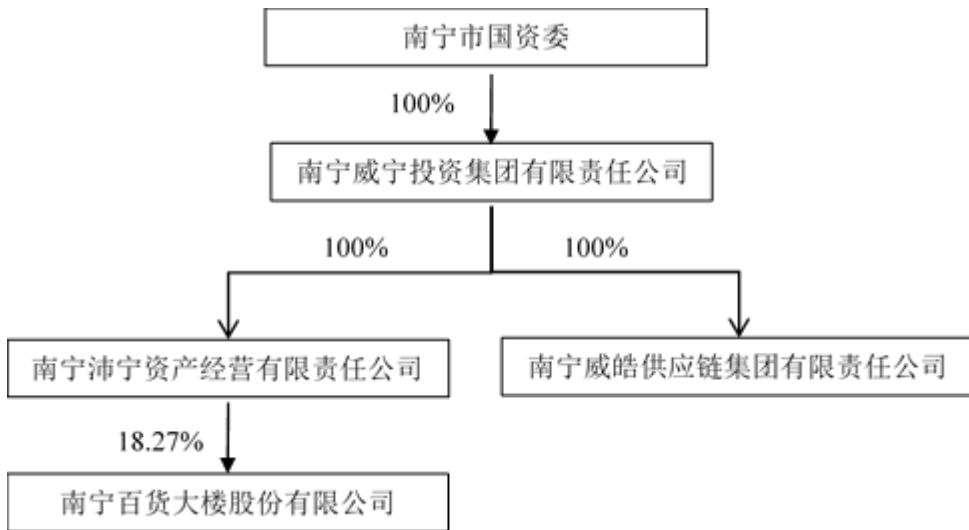 南宁市国资委
100%
南宁威宁投资集团有限责任公司
100%
100%
南宁沛宁资产经营有限责任公司
南宁威皓供应链集团有限责任公司
18.27%
南宁百货大楼股份有限公司